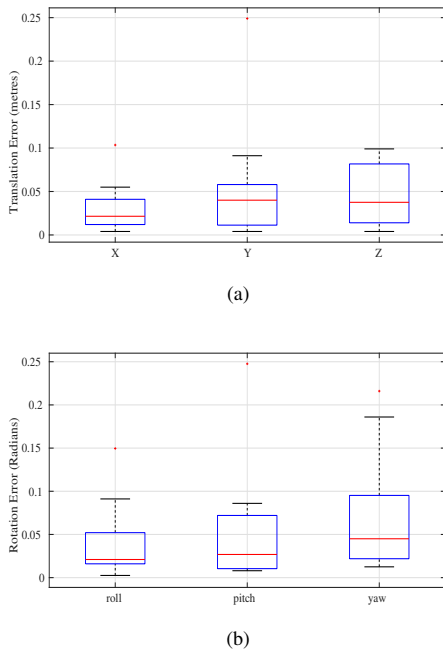 0.25
0.2
0.15
0.1
0.05
0
Translation Error (metres)
X Y Z
(a)
0.25
0.2
0.15
0.1
0.05
0
Rotation Error (Radians)
roll pitch yaw
(b)